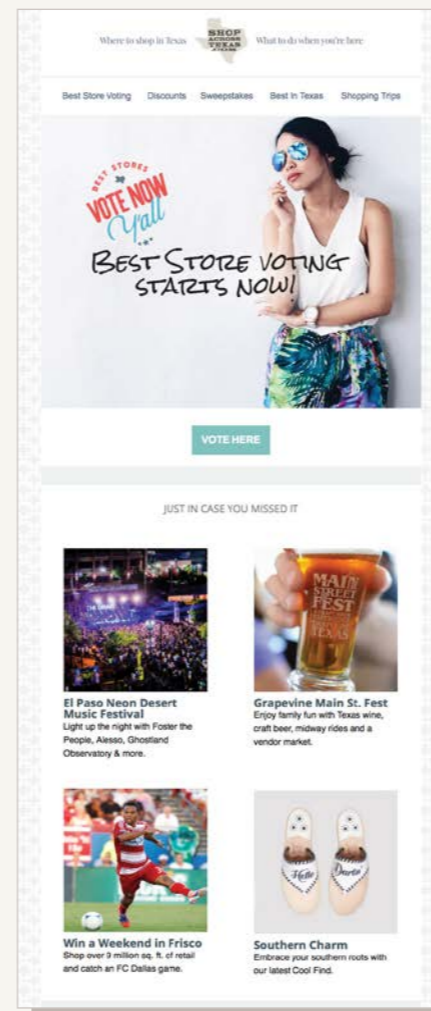 Where to shop in Texas
SHOP
ACROSS
TEXAS
What to do when you're here
Best Store Voting Discounts Sweepstakes Best In Texas Shopping Trips
BEST STORES
VOTE NOW
Y'all
BEST STORE VOTING
STARTS NOW!
VOTE HERE
JUST IN CASE YOU MISSED IT
MAIN
STREET
FEST
TEXAS
El Paso Neon Desert
Music Festival
Light up the night with Foster the
People, Alesso, Ghostland
Observatory & more.
Grapevine Main St. Fest
Enjoy family fun with Texas wine,
craft beer, midway rides and a
vendor market.
Hello Darlin'
Win a Weekend in Frisco
Shop over 9 million sq. ft. of retail
and catch an FC Dallas game.
Southern Charm
Embrace your southern roots with
our latest Cool Find.